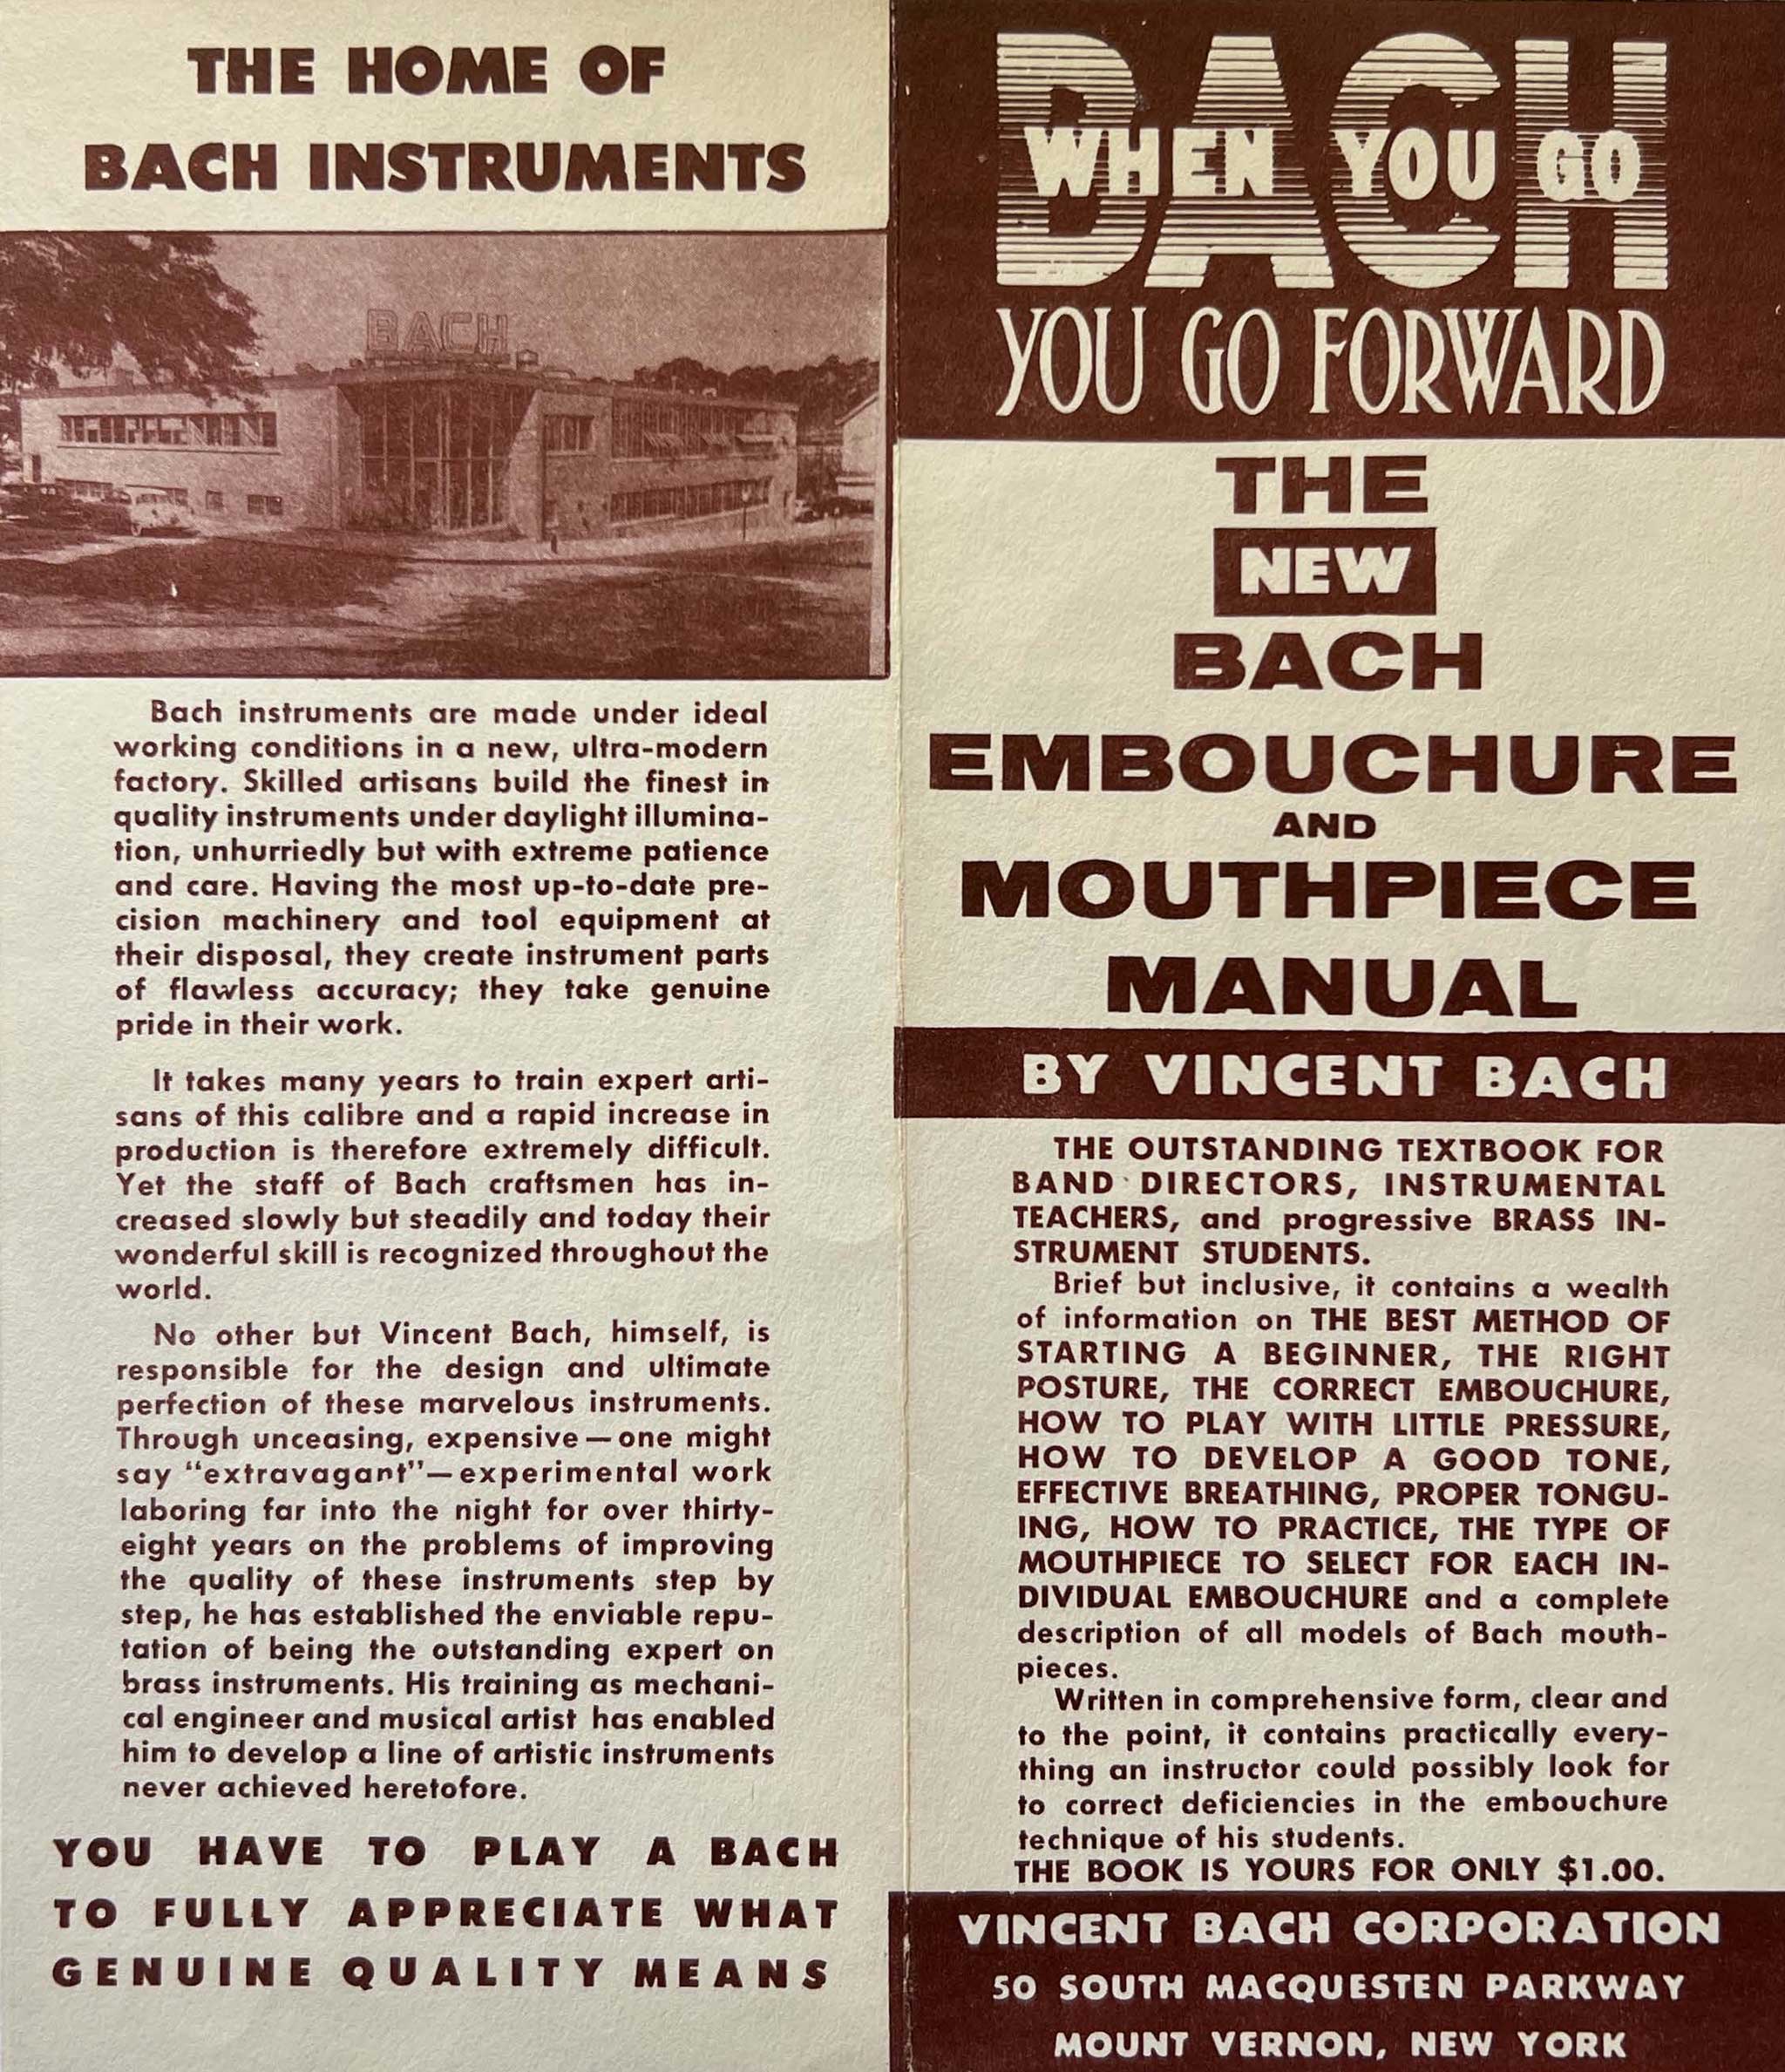 THE HOME OF
BACH INSTRUMENTS
BACH
Bach instruments are made under ideal
working conditions in a new, ultra-modern
factory. Skilled artisans build the finest in
quality instruments under daylight illumina-
tion, unhurriedly but with extreme patience
and care. Having the most up-to-date pre-
cision machinery and tool equipment at
their disposal, they create instrument parts
of flawless accuracy; they take genuine
pride in their work.
It takes many years to train expert arti-
sans of this calibre and a rapid increase in
production is therefore extremely difficult.
Yet the staff of Bach craftsmen has in-
creased slowly but steadily and today their
wonderful skill is recognized throughout the
world.
No other but Vincent Bach, himself, is
responsible for the design and ultimate
perfection of these marvelous instruments.
Through unceasing, expensive—one might
say "extravagant"—experimental work
laboring far into the night for over thirty-
eight years on the problems of improving
the quality of these instruments step by
step, he has established the enviable repu-
tation of being the outstanding expert on
brass instruments. His training as mechani-
cal engineer and musical artist has enabled
him to develop a line of artistic instruments
never achieved heretofore.
YOU HAVE TO PLAY A BACH
TO FULLY APPRECIATE WHAT
GENUINE QUALITY MEANS
WHEN YOU GO
BACH
YOU GO FORWARD
THE
NEW
BACH
EMBOUCHURE
AND
MOUTHPIECE
MANUAL
BY VINCENT BACH
THE OUTSTANDING TEXTBOOK FOR
BAND DIRECTORS, INSTRUMENTAL
TEACHERS, and progressive BRASS IN-
STRUMENT STUDENTS.
Brief but inclusive, it contains a wealth
of information on THE BEST METHOD OF
STARTING A BEGINNER, THE RIGHT
POSTURE, THE CORRECT EMBOUCHURE,
HOW TO PLAY WITH LITTLE PRESSURE,
HOW TO DEVELOP A GOOD TONE,
EFFECTIVE BREATHING, PROPER TONGU-
ING, HOW TO PRACTICE, THE TYPE OF
MOUTHPIECE TO SELECT FOR EACH IN-
DIVIDUAL EMBOUCHURE and a complete
description of all models of Bach mouth-
pieces.
Written in comprehensive form, clear and
to the point, it contains practically every-
thing an instructor could possibly look for
to correct deficiencies in the embouchure
technique of his students.
THE BOOK IS YOURS FOR ONLY $1.00.
VINCENT BACH CORPORATION
50 SOUTH MACQUESTEN PARKWAY
MOUNT VERNON, NEW YORK